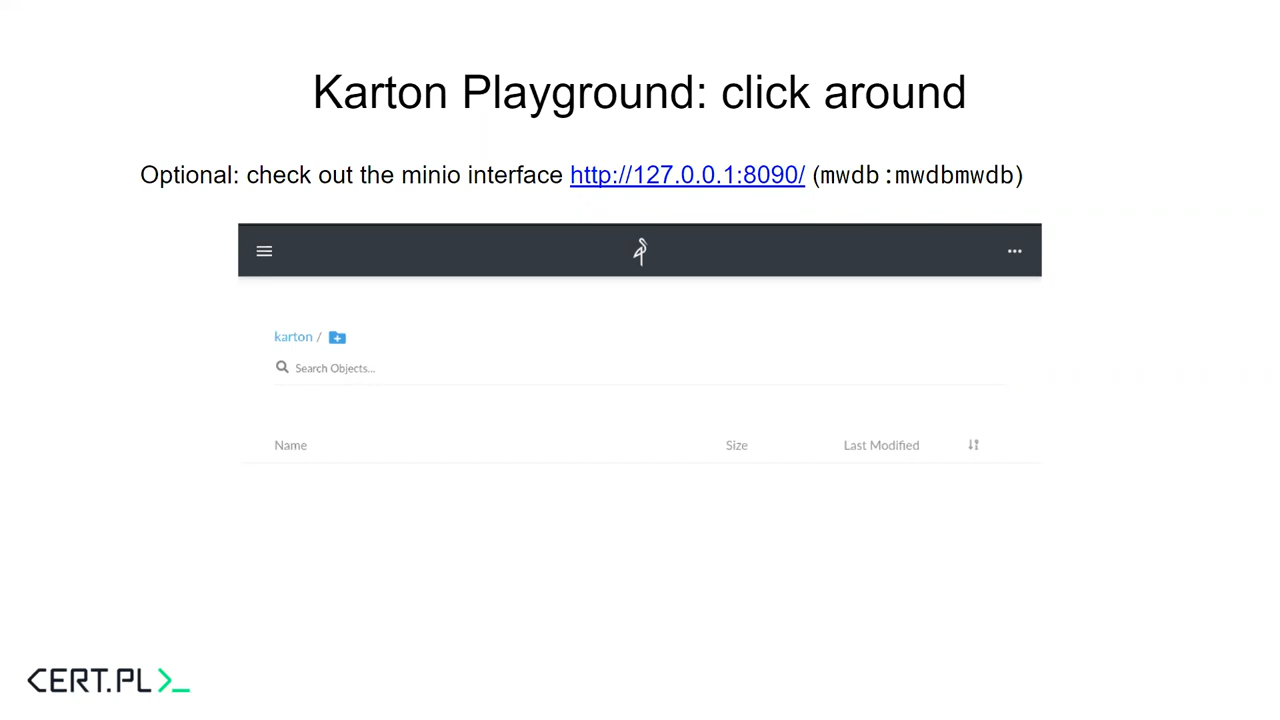 Karton Playground: click around
Optional: check out the minio interface http://127.0.0.1:8090/ (mwdb:mwdbmwdb)
karton /
Search Objects...
Name Size Last Modified
CERT.PL>_